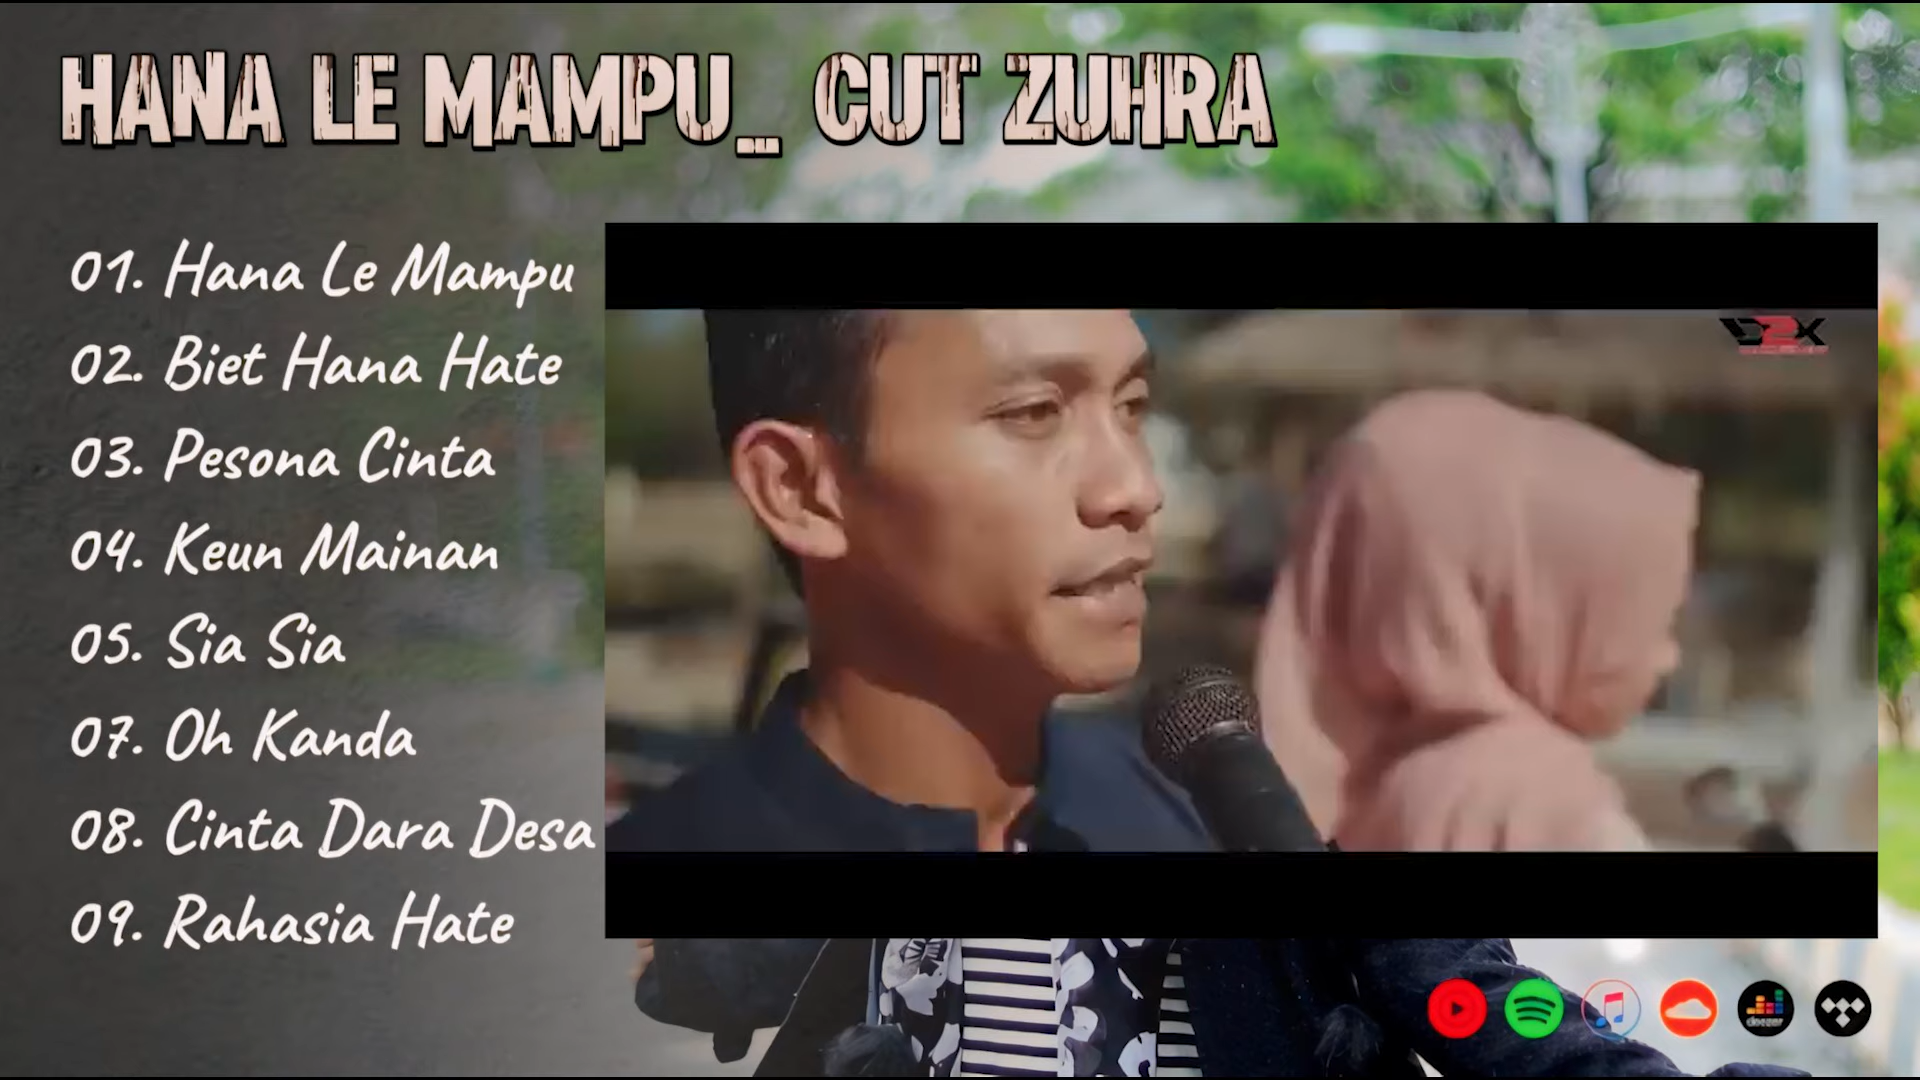 HANA LE MAMPU_ CUT ZUHRA
01. Hana Le Mampu
02. Biet Hana Hate
03. Pesona Cinta
04. Keun Mainan
05. Sia Sia
07. Oh Kanda
08. Cinta Dara Desa
09. Rahasia Hate
deezer